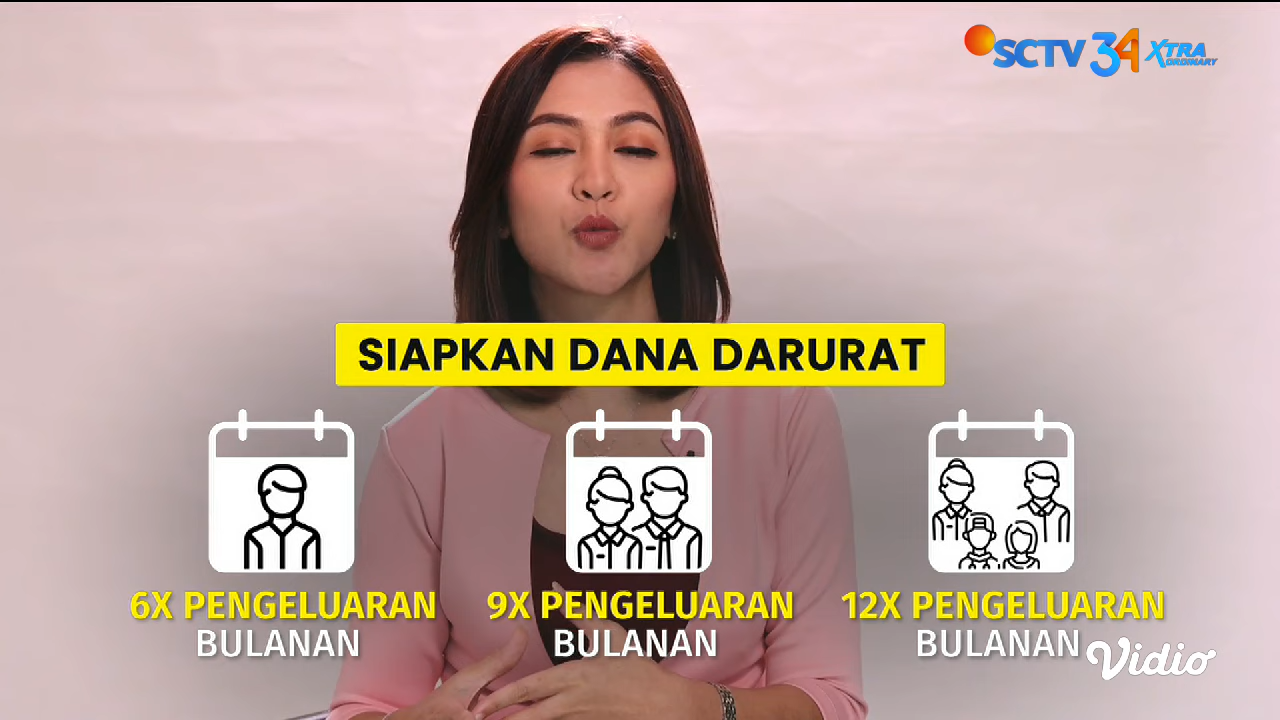 SCTV 34 XTRA
ORDINARY
SIAPKAN DANA DARURAT
6X PENGELUARAN
BULANAN
9X PENGELUARAN
BULANAN
12X PENGELUARAN
BULANAN
Vidio